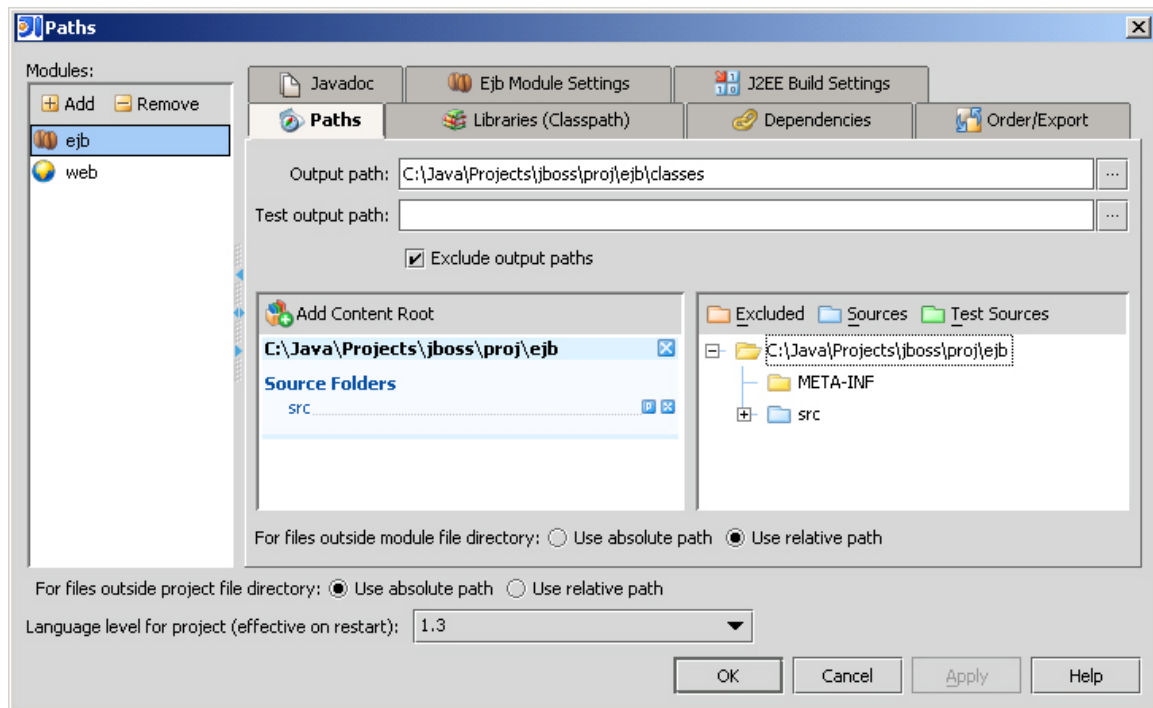 Paths
Modules:
Add Remove
ejb
web
Javadoc Ejb Module Settings J2EE Build Settings
Paths Libraries (Classpath) Dependencies Order/Export
Output path: C:\Java\Projects\jboss\proj\ejb\classes ...
Test output path: ...
Exclude output paths
Add Content Root
C:\Java\Projects\jboss\proj\ejb
Source Folders
src P
Excluded Sources Test Sources
C:\Java\Projects\jboss\proj\ejb
META-INF
src
For files outside module file directory: Use absolute path Use relative path
For files outside project file directory: Use absolute path Use relative path
Language level for project (effective on restart): 1.3
OK Cancel Apply Help